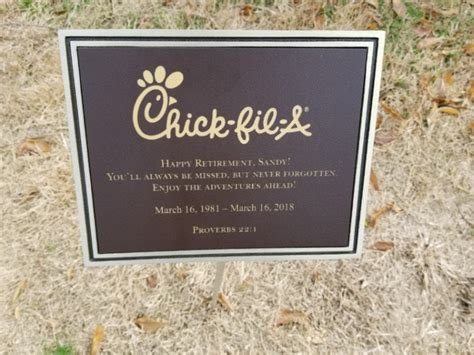 Chick-fil-A®
HAPPY RETIREMENT, SANDY!
YOU'LL ALWAYS BE MISSED, BUT NEVER FORGOTTEN.
ENJOY THE ADVENTURES AHEAD!
March 16, 1981 – March 16, 2018
PROVERBS 22:1